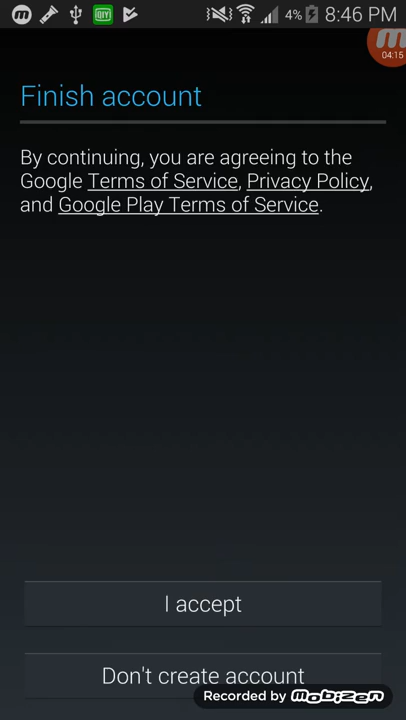 iQIYI
4% 8:46 PM
04:15
Finish account
By continuing, you are agreeing to the
Google Terms of Service, Privacy Policy,
and Google Play Terms of Service.
I accept
Don't create account
Recorded by mobizen